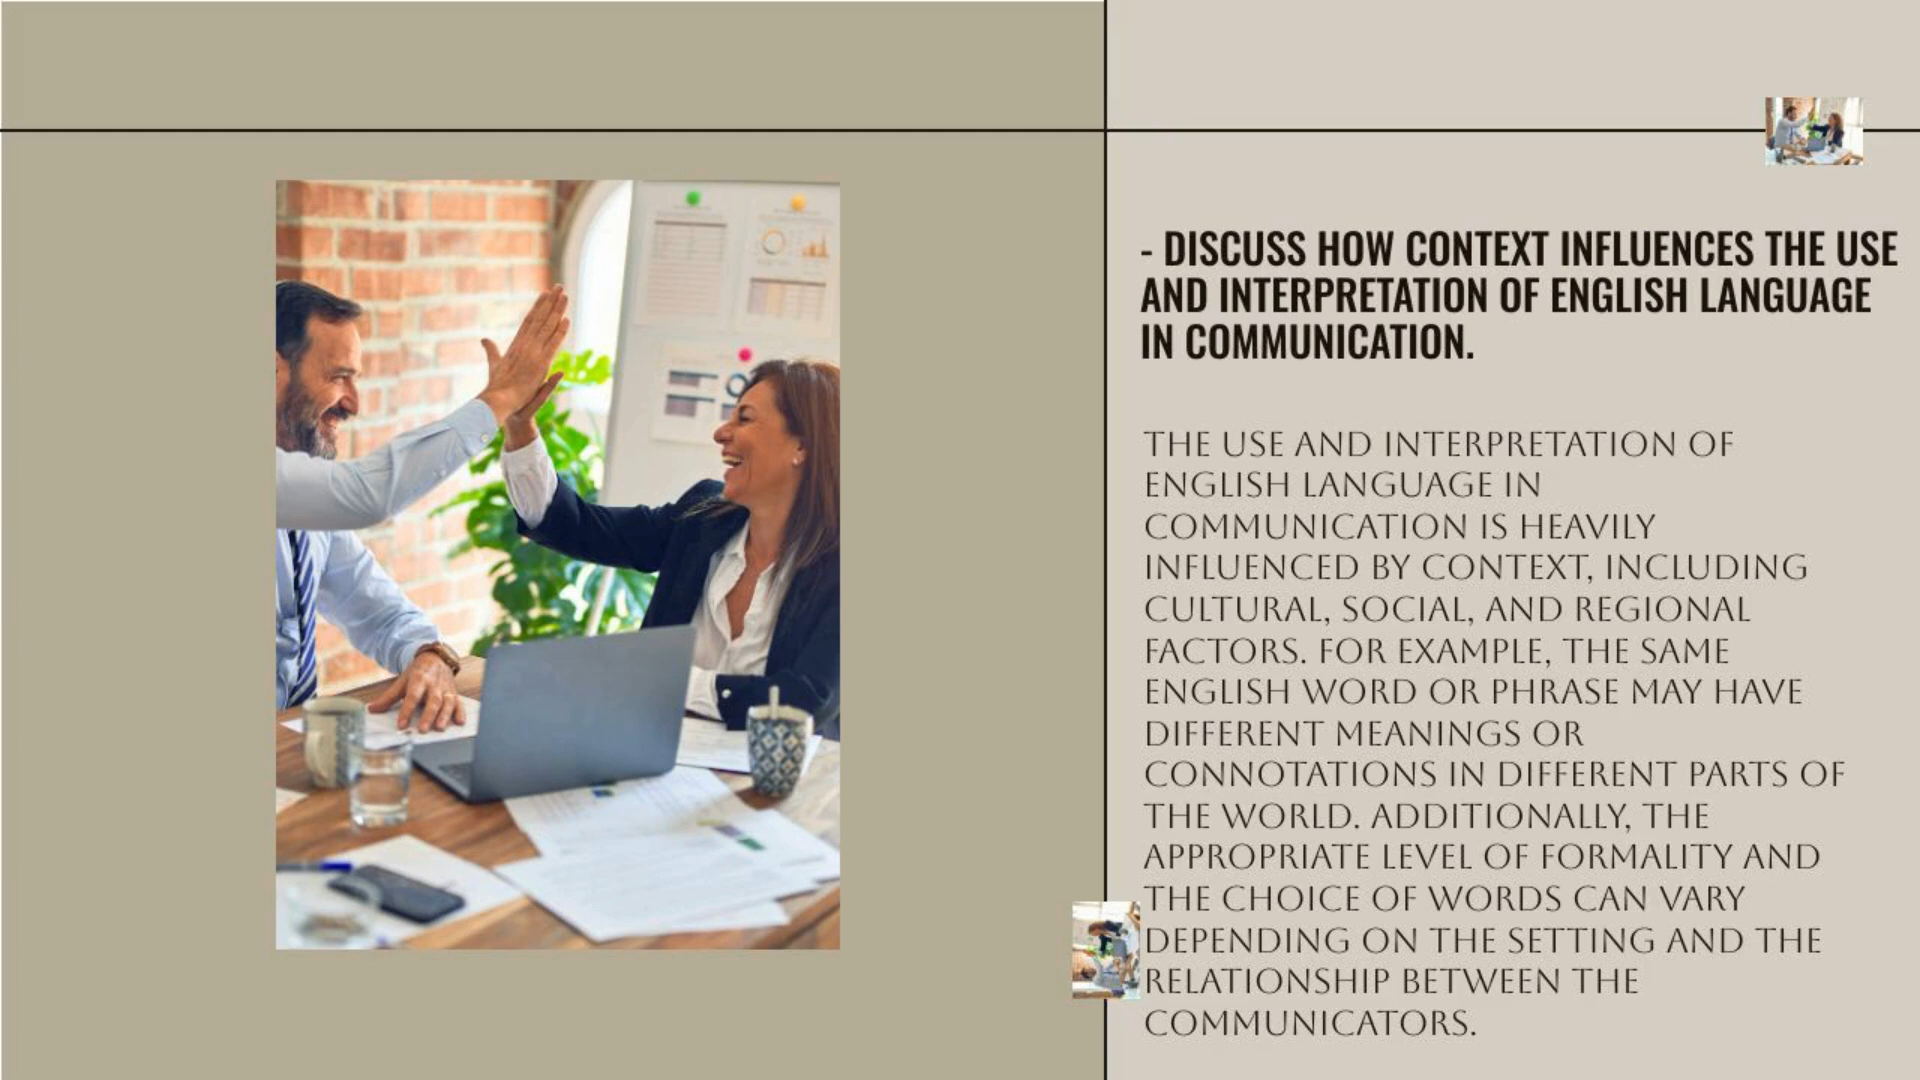 - DISCUSS HOW CONTEXT INFLUENCES THE USE
AND INTERPRETATION OF ENGLISH LANGUAGE
IN COMMUNICATION.
THE USE AND INTERPRETATION OF
ENGLISH LANGUAGE IN
COMMUNICATION IS HEAVILY
INFLUENCED BY CONTEXT, INCLUDING
CULTURAL, SOCIAL, AND REGIONAL
FACTORS. FOR EXAMPLE, THE SAME
ENGLISH WORD OR PHRASE MAY HAVE
DIFFERENT MEANINGS OR
CONNOTATIONS IN DIFFERENT PARTS OF
THE WORLD. ADDITIONALLY, THE
APPROPRIATE LEVEL OF FORMALITY AND
THE CHOICE OF WORDS CAN VARY
DEPENDING ON THE SETTING AND THE
RELATIONSHIP BETWEEN THE
COMMUNICATORS.